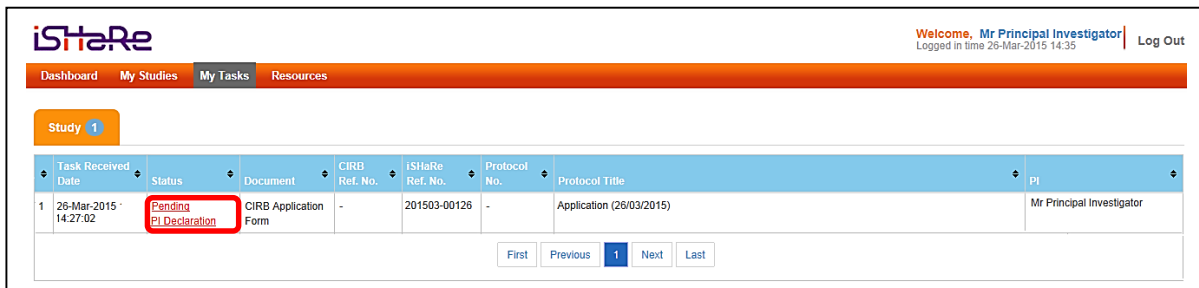 iSHaRe
Welcome, Mr Principal Investigator
Logged in time 26-Mar-2015 14:35
Log Out
Dashboard My Studies My Tasks Resources
Study 1
Task Received Date Status Document CIRB Ref. No. iSHaRe Ref. No. Protocol No. Protocol Title PI
1 26-Mar-2015 14:27:02 Pending PI Declaration CIRB Application Form - 201503-00126 - Application (26/03/2015) Mr Principal Investigator
First Previous 1 Next Last